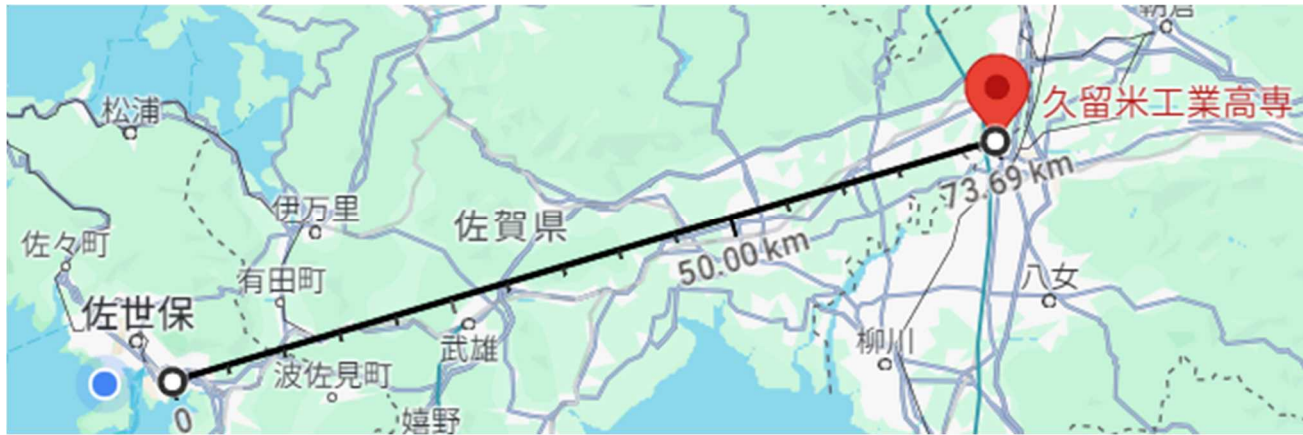 朝倉
松浦
久留米工業高専
73.69 km
伊万里
佐賀県
佐々町
50.00 km
有田町
八女
佐世保
武雄
柳川
波佐見町
0
嬉野